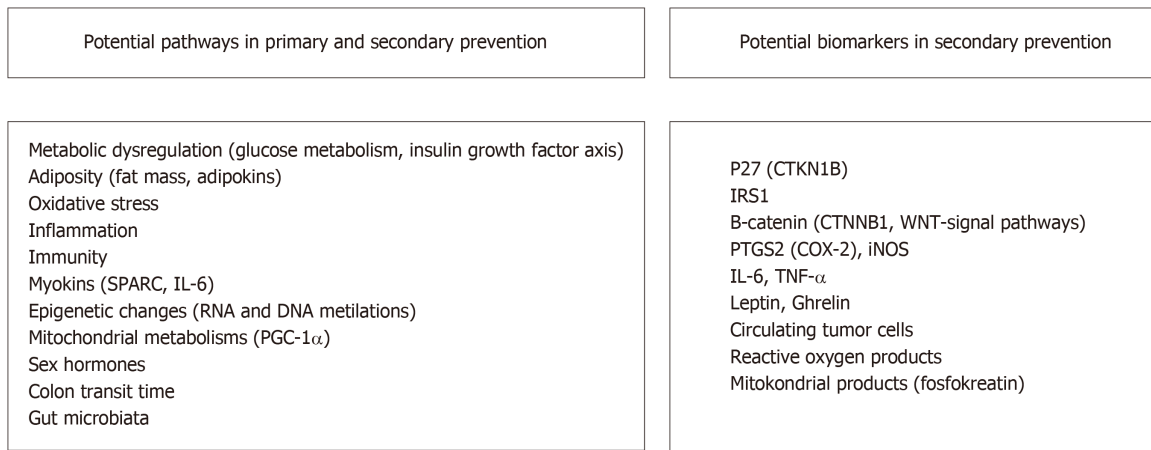 Potential pathways in primary and secondary prevention
Potential biomarkers in secondary prevention
Metabolic dysregulation (glucose metabolism, insulin growth factor axis)
Adiposity (fat mass, adipokins)
Oxidative stress
Inflammation
Immunity
Myokins (SPARC, IL-6)
Epigenetic changes (RNA and DNA metilations)
Mitochondrial metabolisms (PGC-1α)
Sex hormones
Colon transit time
Gut microbiata
P27 (CTKN1B)
IRS1
B-catenin (CTNNB1, WNT-signal pathways)
PTGS2 (COX-2), iNOS
IL-6, TNF-α
Leptin, Ghrelin
Circulating tumor cells
Reactive oxygen products
Mitokondrial products (fosfokreatin)